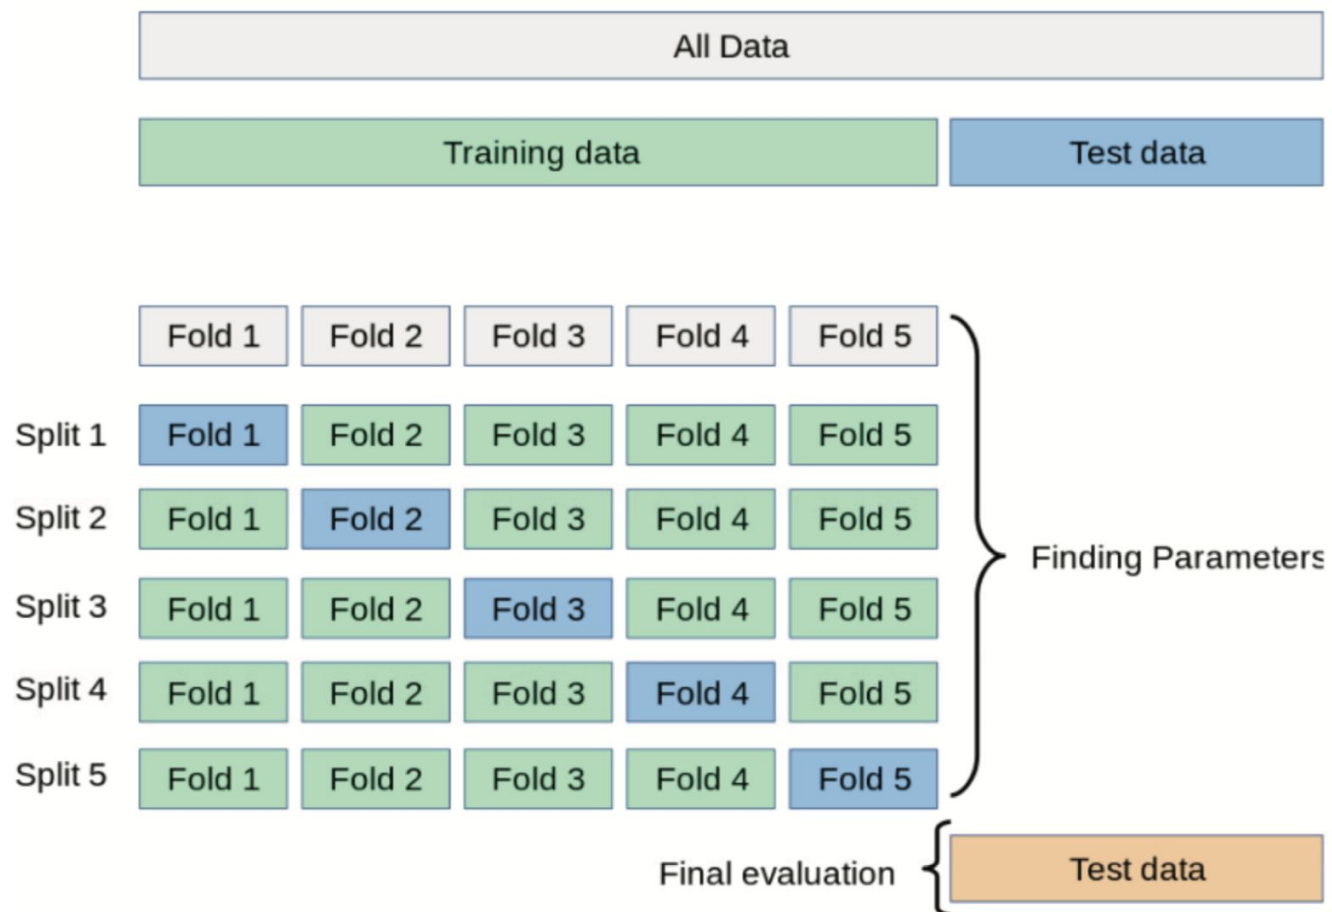 All Data
Training data Test data
Fold 1 Fold 2 Fold 3 Fold 4 Fold 5
Split 1 Fold 1 Fold 2 Fold 3 Fold 4 Fold 5
Split 2 Fold 1 Fold 2 Fold 3 Fold 4 Fold 5
Finding Parameters
Split 3 Fold 1 Fold 2 Fold 3 Fold 4 Fold 5
Split 4 Fold 1 Fold 2 Fold 3 Fold 4 Fold 5
Split 5 Fold 1 Fold 2 Fold 3 Fold 4 Fold 5
Final evaluation Test data